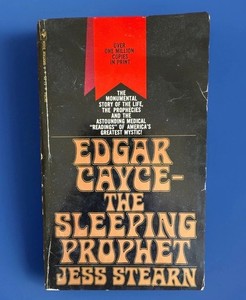 OVER
ONE MILLION
COPIES
IN PRINT
THE
MONUMENTAL
STORY OF THE LIFE,
THE PROPHECIES
AND THE
ASTOUNDING MEDICAL
"READINGS" OF AMERICA'S
GREATEST MYSTIC!
EDGAR
CAYCE-
THE
SLEEPING
PROPHET
JESS STEARN